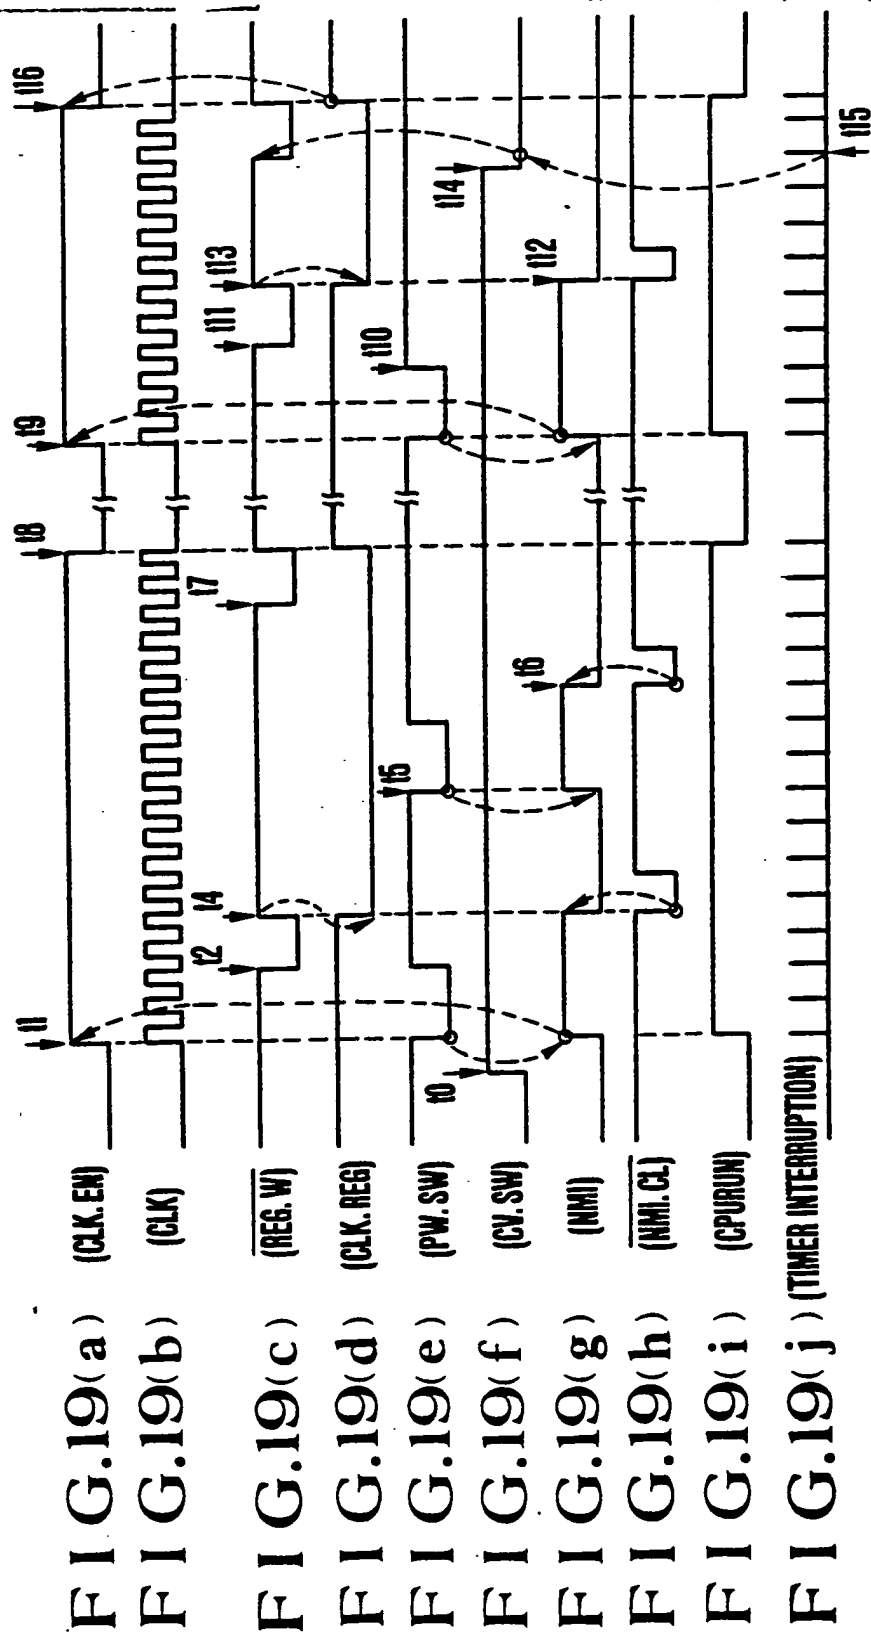 FIG.19(a) (CLK.EN)
t1 t8 t9 t16
FIG.19(b) (CLK)
FIG.19(c) (REG.W)
t2 t4 t7 t11 t13
FIG.19(d) (CLK.REG)
FIG.19(e) (PW.SW)
t5 t10
FIG.19(f) (CV.SW)
t0 t14
FIG.19(g) (NMI)
t6 t12
FIG.19(h) (NMI.CL)
FIG.19(i) (CPURUN)
FIG.19(j) (TIMER INTERRUPTION)
t15